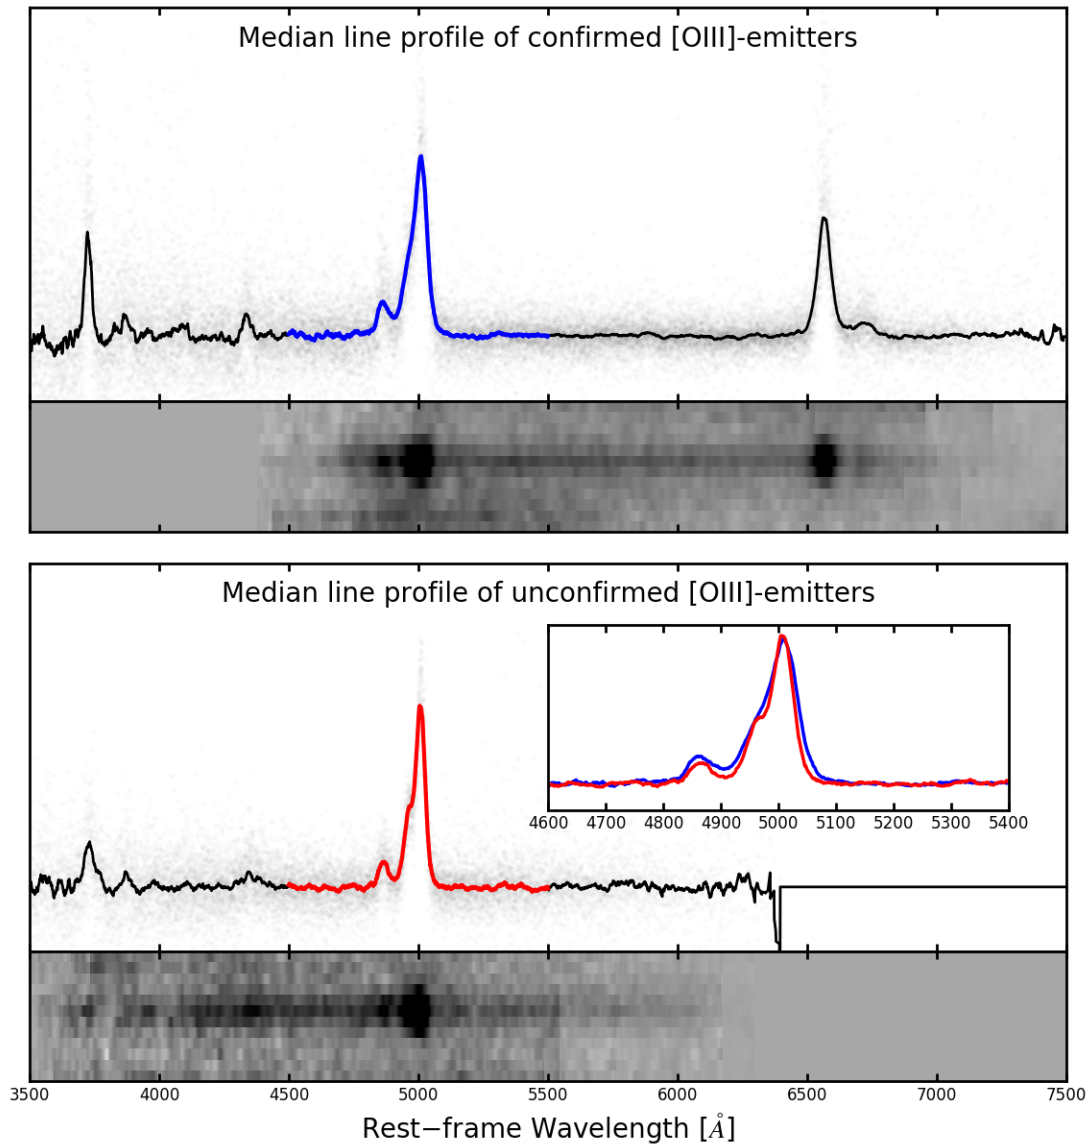 Median line profile of confirmed [OIII]-emitters
Median line profile of unconfirmed [OIII]-emitters
4600 4700 4800 4900 5000 5100 5200 5300 5400
3500 4000 4500 5000 5500 6000 6500 7000 7500
Rest−frame Wavelength [Å]